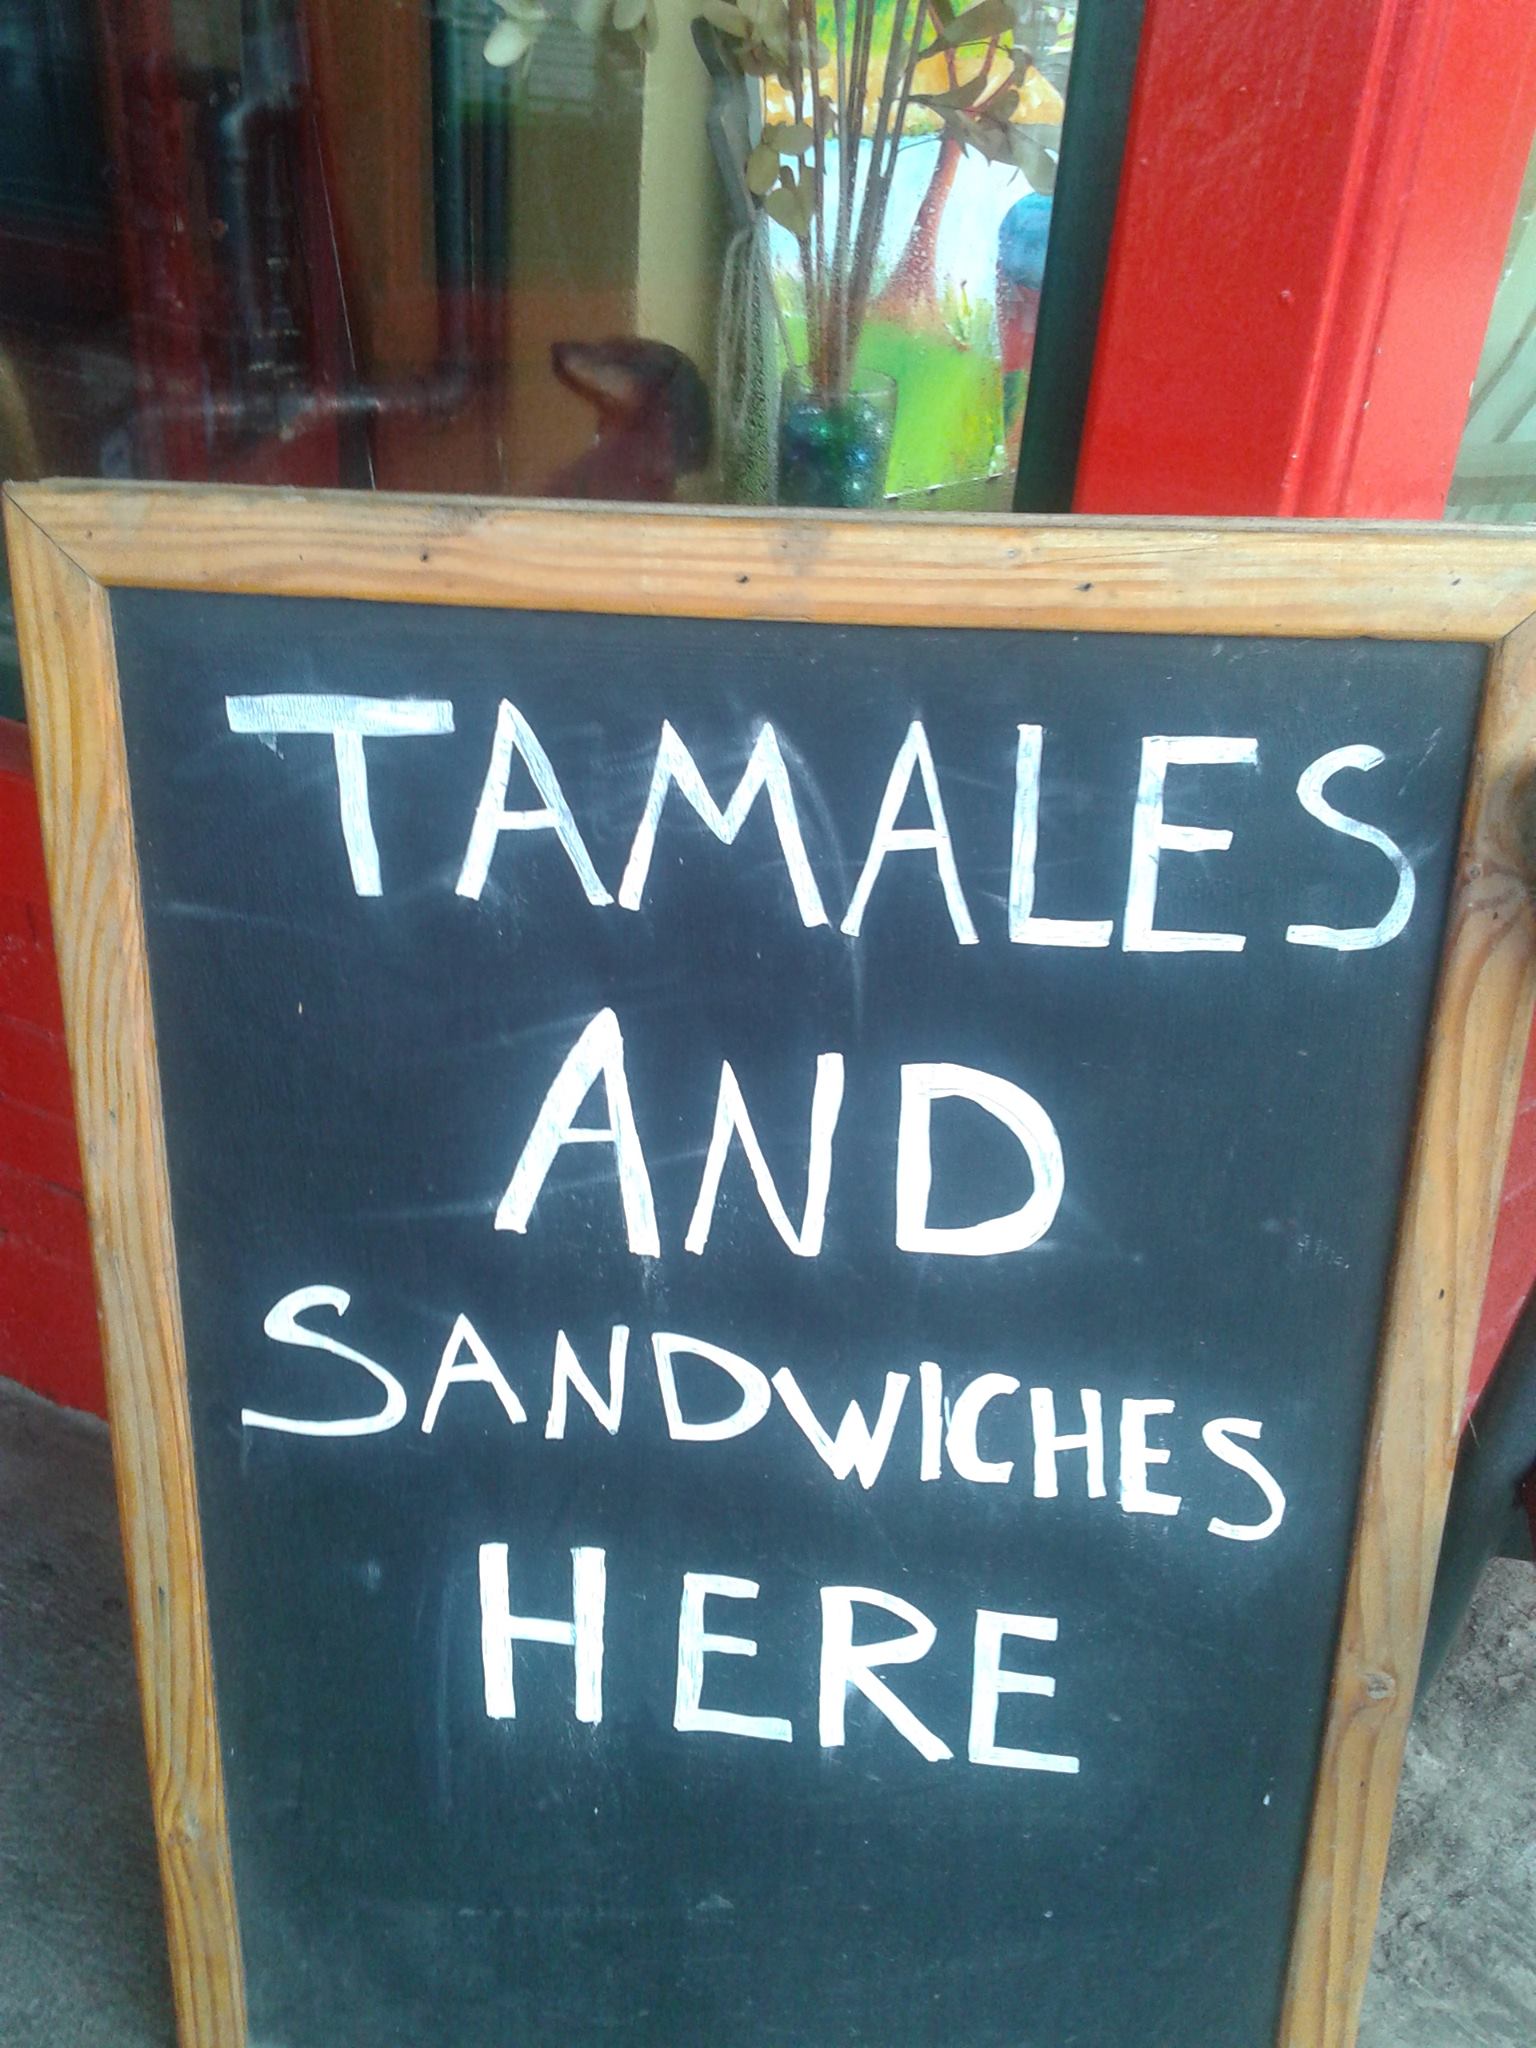 TAMALES
AND
SANDWICHES
HERE